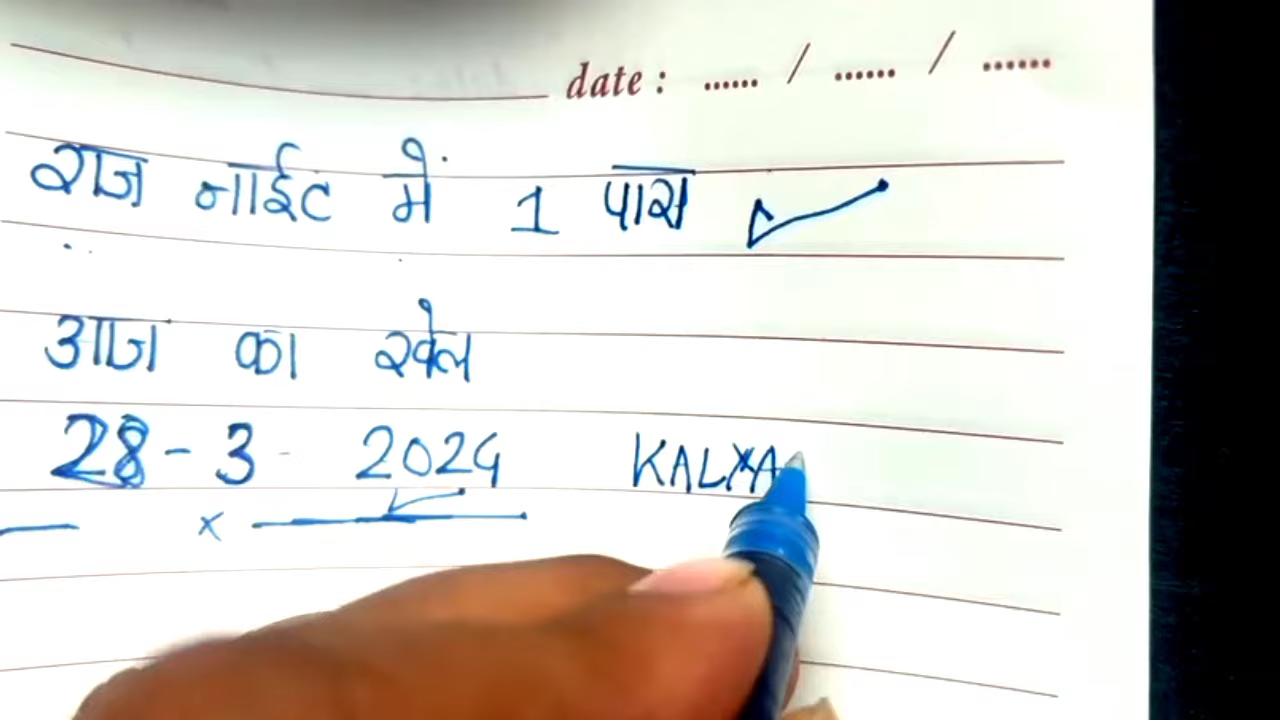 date : ...... / ...... / ......
राज नाईट में 1 पास
आज का खेल
28 - 3 - 2024 KALYA